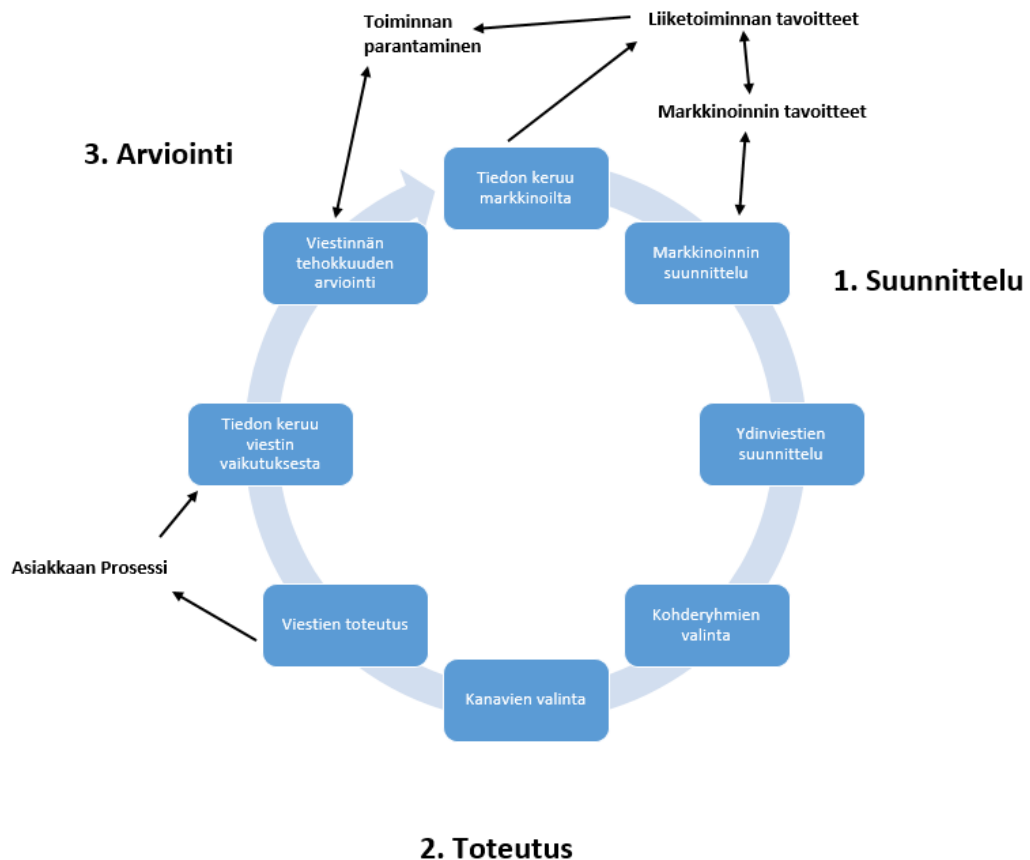 Toiminnan
parantaminen
Liiketoiminnan tavoitteet
Markkinoinnin tavoitteet
3. Arviointi
Tiedon keruu
markkinoilta
Viestinnän
tehokkuuden
arviointi
Markkinoinnin
suunnittelu
1. Suunnittelu
Tiedon keruu
viestin
vaikutuksesta
Ydinviestien
suunnittelu
Asiakkaan Prosessi
Viestien toteutus
Kohderyhmien
valinta
Kanavien valinta
2. Toteutus